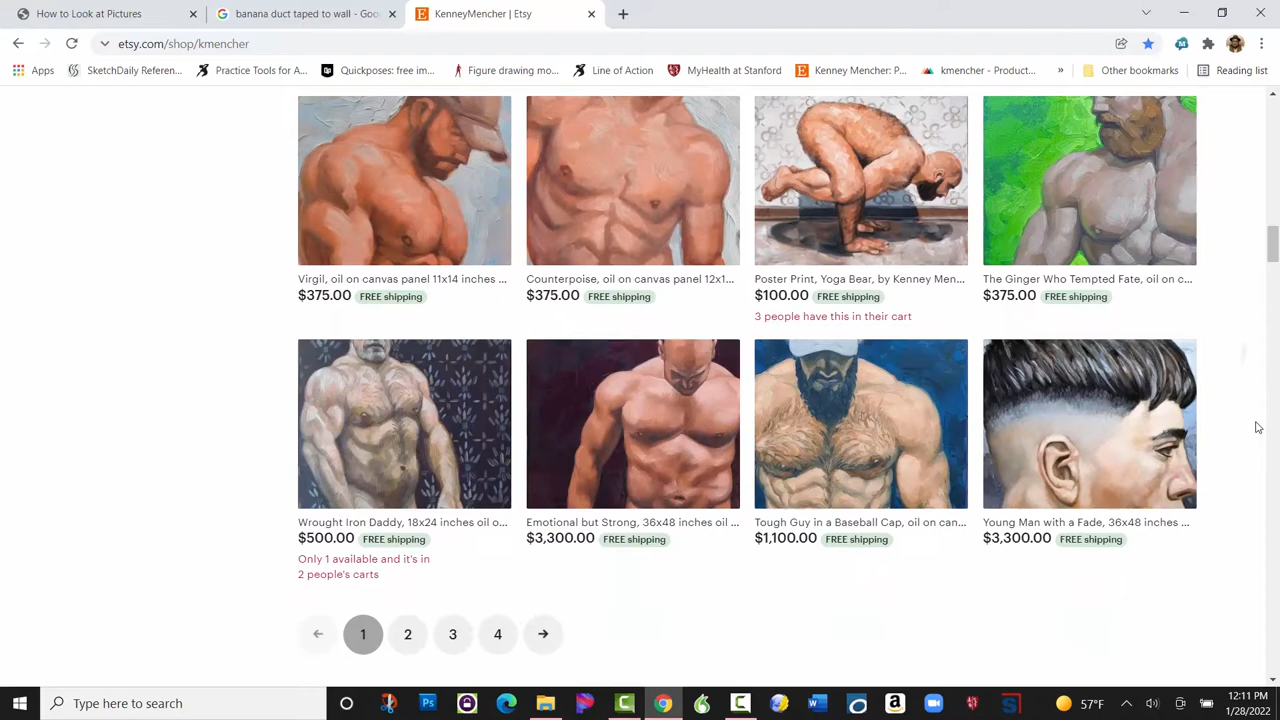 How to Look at Pictures
banana duct taped to wall - Goo
KenneyMencher | Etsy
etsy.com/shop/kmencher
Apps
SketchDaily Referen...
Practice Tools for A...
Quickposes: free im...
Figure drawing mo...
Line of Action
MyHealth at Stanford
Kenney Mencher: P...
kmencher - Product...
»
Other bookmarks
Reading list
Virgil, oil on canvas panel 11x14 inches ...
$375.00 FREE shipping
Counterpoise, oil on canvas panel 12x1...
$375.00 FREE shipping
Poster Print, Yoga Bear, by Kenney Men...
$100.00 FREE shipping
3 people have this in their cart
The Ginger Who Tempted Fate, oil on c...
$375.00 FREE shipping
Wrought Iron Daddy, 18x24 inches oil o...
$500.00 FREE shipping
Only 1 available and it's in
2 people's carts
Emotional but Strong, 36x48 inches oil ...
$3,300.00 FREE shipping
Tough Guy in a Baseball Cap, oil on can...
$1,100.00 FREE shipping
Young Man with a Fade, 36x48 inches ...
$3,300.00 FREE shipping
1 2 3 4
Type here to search
57°F
12:11 PM
1/28/2022